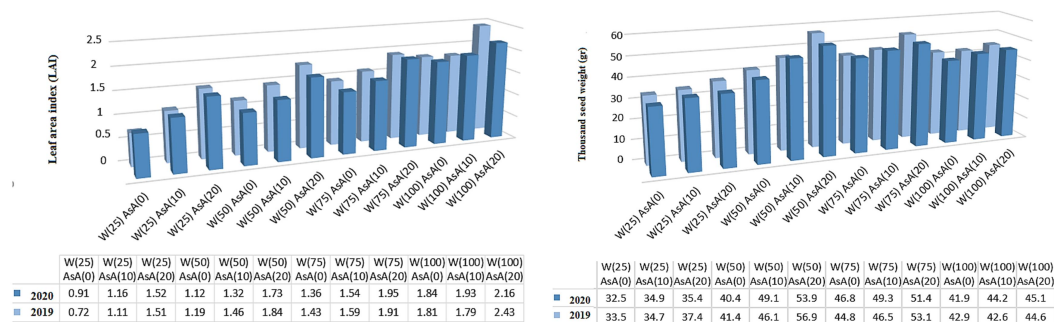 Leaf area index (LAI)
2.5
2
1.5
1
0.5
0
W(25) AsA(0)
W(25) AsA(10)
W(25) AsA(20)
W(50) AsA(0)
W(50) AsA(10)
W(50) AsA(20)
W(75) AsA(0)
W(75) AsA(10)
W(75) AsA(20)
W(100) AsA(0)
W(100) AsA(10)
W(100) AsA(20)
W(25) W(25) W(25) W(50) W(50) W(50) W(75) W(75) W(75) W(100) W(100) W(100)
AsA(0) AsA(10) AsA(20) AsA(0) AsA(10) AsA(20) AsA(0) AsA(10) AsA(20) AsA(0) AsA(10) AsA(20)
2020 0.91 1.16 1.52 1.12 1.32 1.73 1.36 1.54 1.95 1.84 1.93 2.16
2019 0.72 1.11 1.51 1.19 1.46 1.84 1.43 1.59 1.91 1.81 1.79 2.43
Thousand seed weight (gr)
60
50
40
30
20
10
0
W(25) AsA(0)
W(25) AsA(10)
W(25) AsA(20)
W(50) AsA(0)
W(50) AsA(10)
W(50) AsA(20)
W(75) AsA(0)
W(75) AsA(10)
W(75) AsA(20)
W(100) AsA(0)
W(100) AsA(10)
W(100) AsA(20)
W(25) W(25) W(25) W(50) W(50) W(50) W(75) W(75) W(75) W(100) W(100) W(100)
AsA(0) AsA(10) AsA(20) AsA(0) AsA(10) AsA(20) AsA(0) AsA(10) AsA(20) AsA(0) AsA(10) AsA(20)
2020 32.5 34.9 35.4 40.4 49.1 53.9 46.8 49.3 51.4 41.9 44.2 45.1
2019 33.5 34.7 37.4 41.4 46.1 56.9 44.8 46.5 53.1 42.9 42.6 44.6